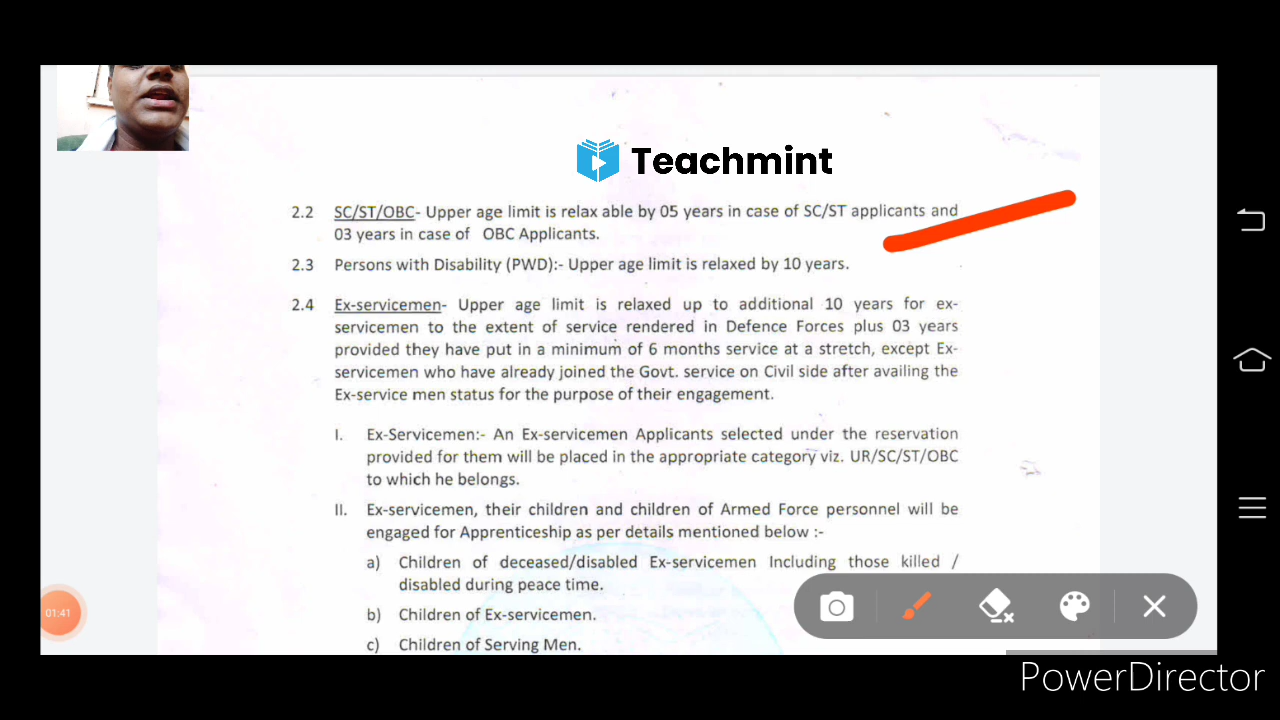 Teachmint
2.2 SC/ST/OBC- Upper age limit is relax able by 05 years in case of SC/ST applicants and
03 years in case of OBC Applicants.
2.3 Persons with Disability (PWD):- Upper age limit is relaxed by 10 years.
2.4 Ex-servicemen- Upper age limit is relaxed up to additional 10 years for ex-
servicemen to the extent of service rendered in Defence Forces plus 03 years
provided they have put in a minimum of 6 months service at a stretch, except Ex-
servicemen who have already joined the Govt. service on Civil side after availing the
Ex-service men status for the purpose of their engagement.
I. Ex-Servicemen:- An Ex-servicemen Applicants selected under the reservation
provided for them will be placed in the appropriate category viz. UR/SC/ST/OBC
to which he belongs.
II. Ex-servicemen, their children and children of Armed Force personnel will be
engaged for Apprenticeship as per details mentioned below :-
a) Children of deceased/disabled Ex-servicemen Including those killed /
disabled during peace time.
b) Children of Ex-servicemen.
c) Children of Serving Men.
01:41
PowerDirector